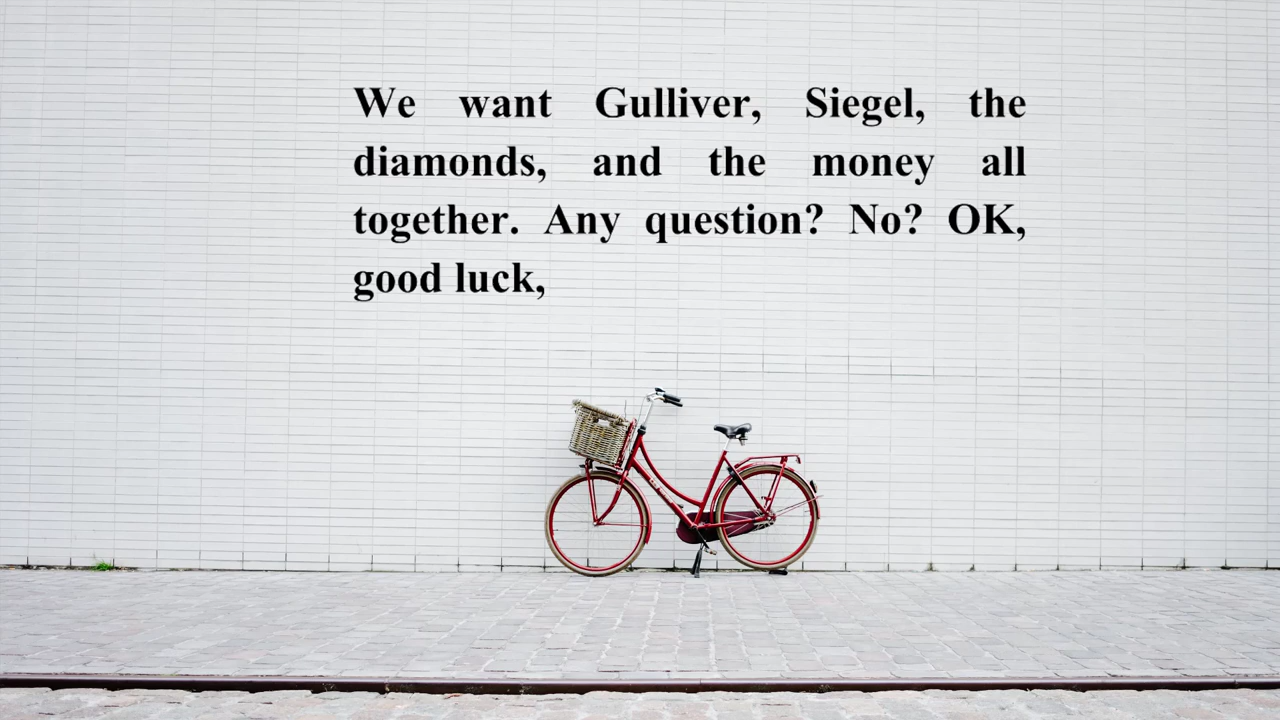 We want Gulliver, Siegel, the
diamonds, and the money all
together. Any question? No? OK,
good luck,